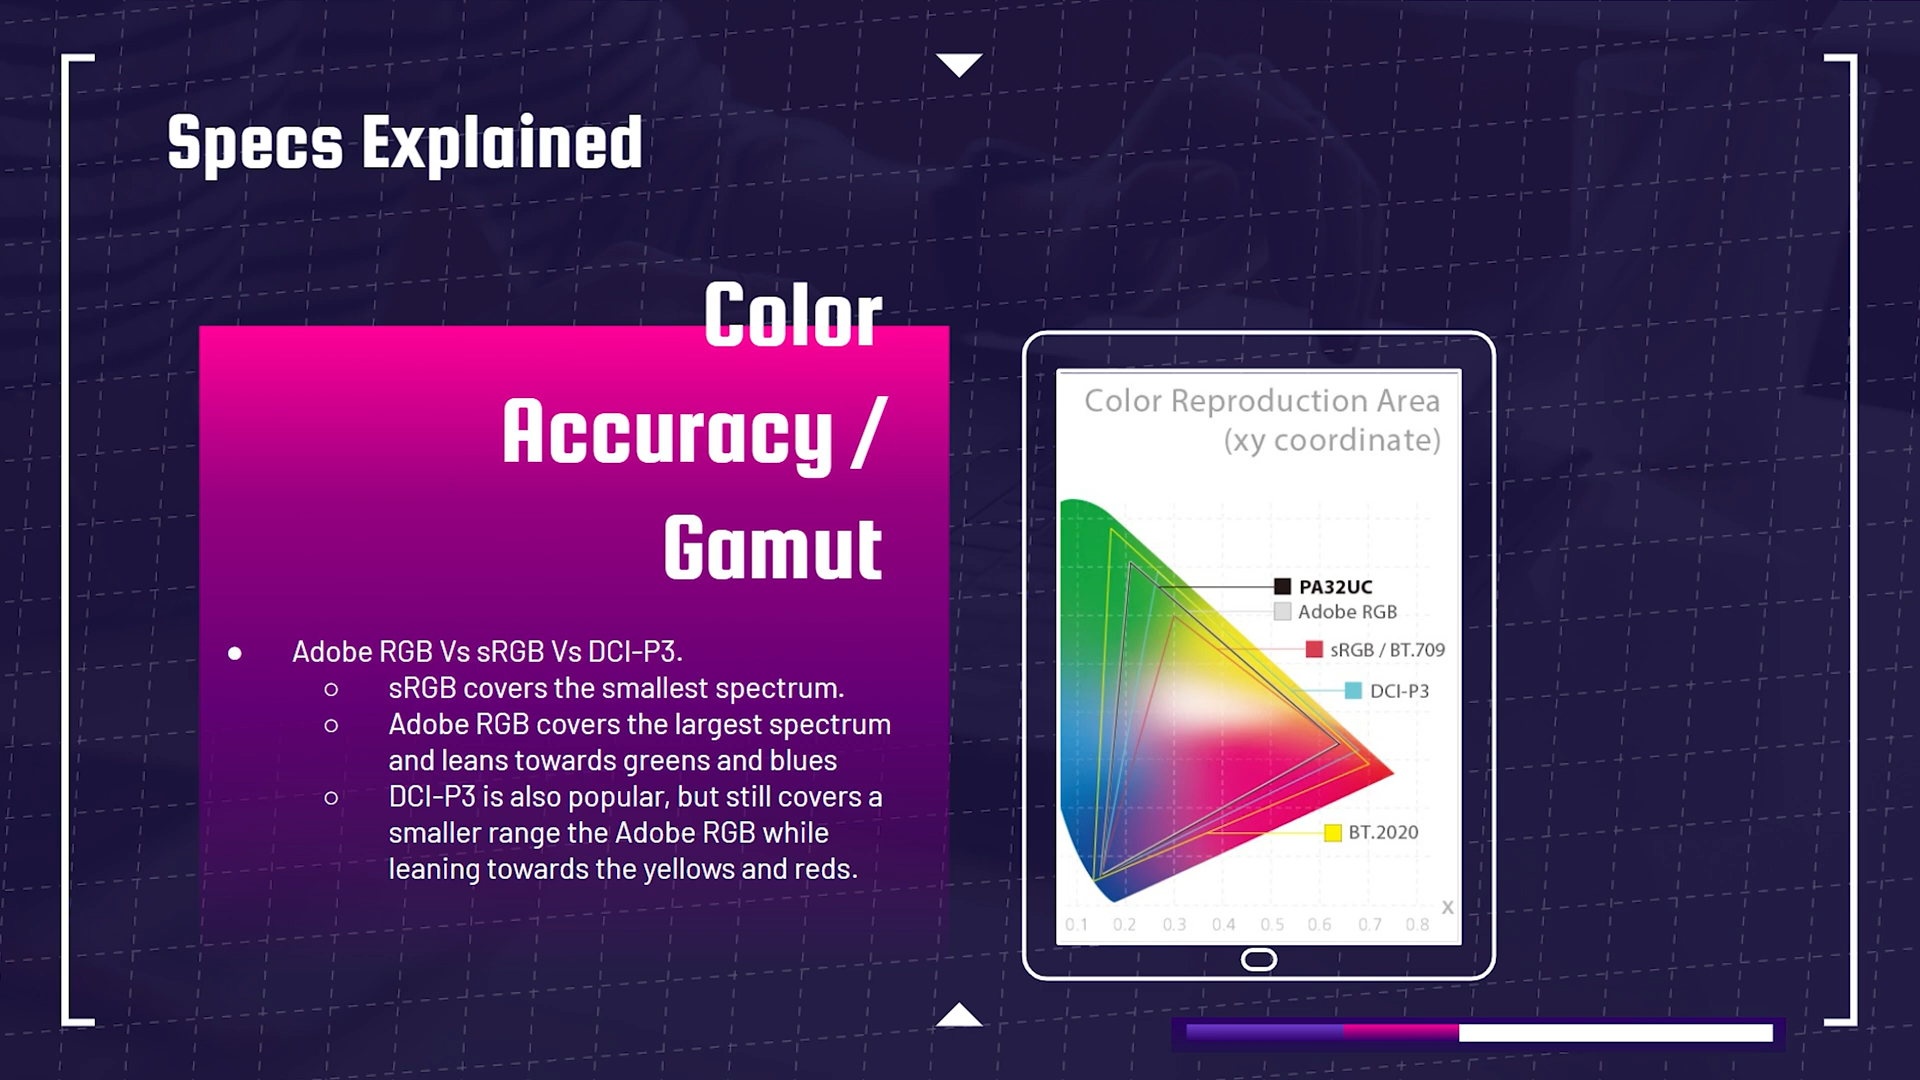 Specs Explained
Color
Accuracy /
Gamut
● Adobe RGB Vs sRGB Vs DCI-P3.
○ sRGB covers the smallest spectrum.
○ Adobe RGB covers the largest spectrum
and leans towards greens and blues
○ DCI-P3 is also popular, but still covers a
smaller range the Adobe RGB while
leaning towards the yellows and reds.
Color Reproduction Area
(xy coordinate)
PA32UC
Adobe RGB
sRGB / BT.709
DCI-P3
BT.2020
X
0.1 0.2 0.3 0.4 0.5 0.6 0.7 0.8